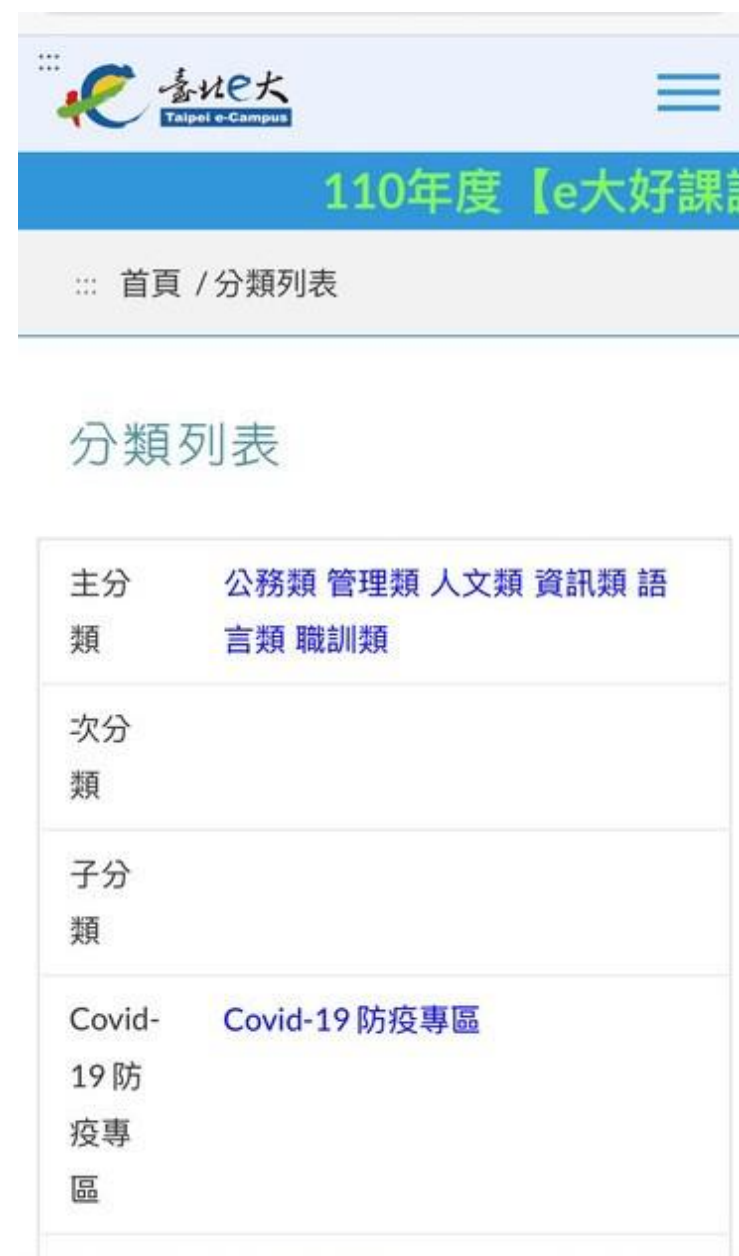 臺北e大
Taipei e-Campus
110年度【e大好課
::: 首頁 / 分類列表
分類列表
主分
類
公務類 管理類 人文類 資訊類 語
言類 職訓類
次分
類
子分
類
Covid-
19 防
疫專
區
Covid-19 防疫專區